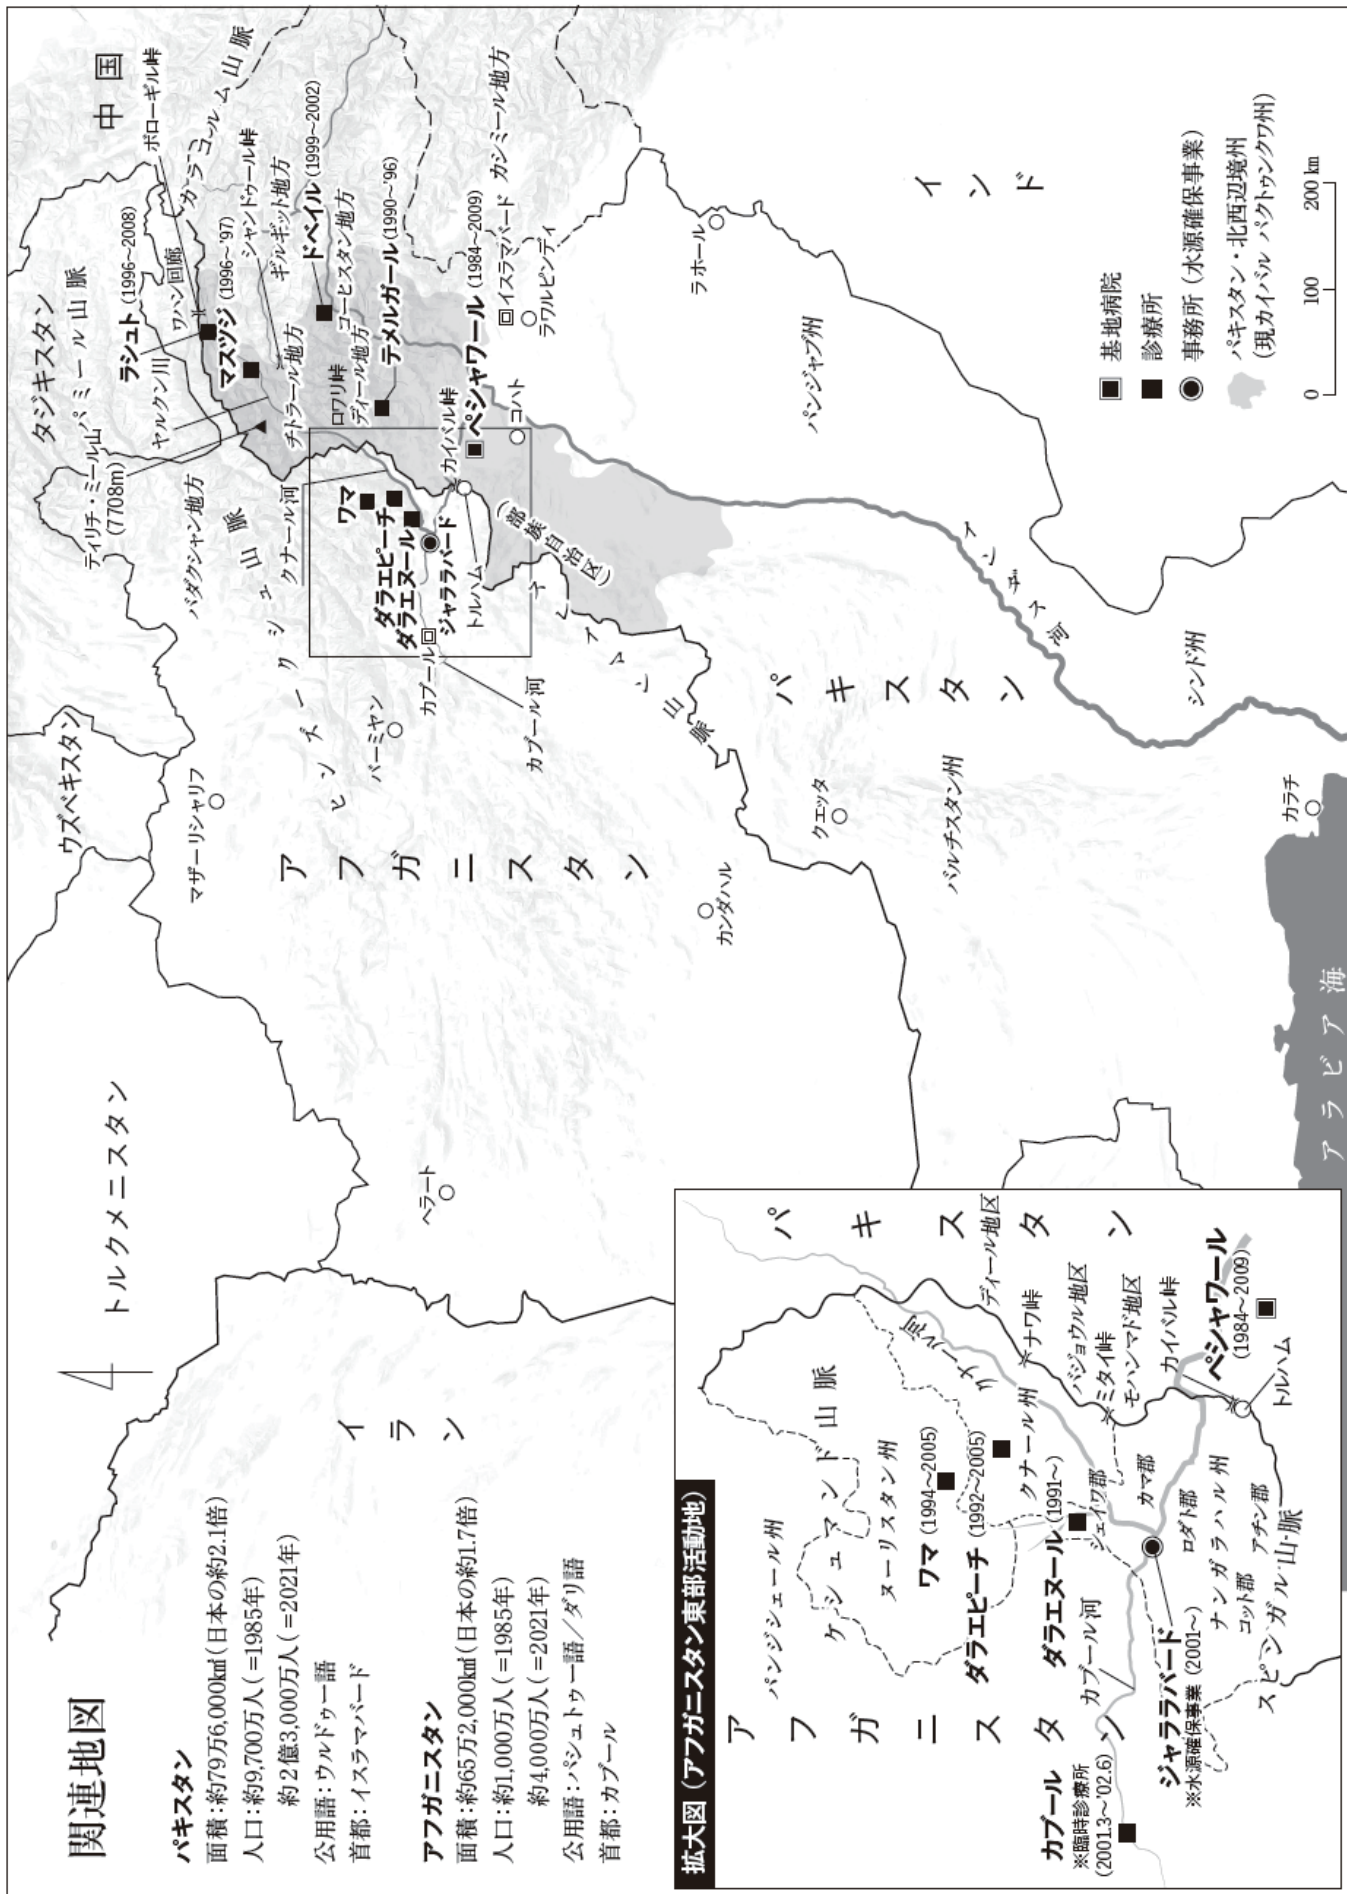 関連地図
パキスタン
面積：約79万6,000㎢(日本の約2.1倍)
人口：約9,700万人(＝1985年)
約2億3,000万人(＝2021年)
公用語：ウルドゥー語
首都：イスラマバード
アフガニスタン
面積：約65万2,000㎢(日本の約1.7倍)
人口：約1,000万人(＝1985年)
約4,000万人(＝2021年)
公用語：パシュトゥー語／ダリ語
首都：カブール
トルクメニスタン
ウズベキスタン
タジキスタン
中国
イラン
アフガニスタン
パキスタン
インド
アラビア海
パミール山脈
カラコルム山脈
ヒンズークシュ山脈
スレイマン山脈
ティリチ・ミール山
(7708m)
ヤルクン川
ワハン回廊
ボローギル峠
ラシュト(1996〜2008)
マスツジ(1996〜'97)
シャンドゥール峠
ギルギット地方
チトラール地方
ドベイル(1999〜2002)
コーヒスタン地方
ロワリ峠
ディール地方
テメルガール(1990〜'96)
カシミール地方
バダクシャン地方
クナール河
ワマ
ダラエピーチ
ダラエヌール
ジャララバード
カブール
カブール河
トルハム
カイバル峠
ペシャワール(1984〜2009)
コハト
イスラマバード
ラワルピンディ
(部族自治区)
マザーリシャリフ
バーミヤン
ヘラート
カンダハル
クエッタ
バルチスタン州
パンジャブ州
ラホール
インダス河
シンド州
カラチ
基地病院
診療所
事務所(水源確保事業)
パキスタン・北西辺境州
(現カイバル パクトゥンクワ州)
0 100 200 km
拡大図(アフガニスタン東部活動地)
アフガニスタン
パキスタン
パンジシェール州
ケシュマンド山脈
ヌーリスタン州
ワマ(1994〜2005)
ダラエピーチ(1992〜2005)
クナール州
クナール河
ディール地区
ナワ峠
バジョウル地区
ミタイ峠
モハンマド地区
カイバル峠
ペシャワール
(1984〜2009)
トルハム
ダラエヌール(1991〜)
シェイワ郡
カマ郡
カブール河
カブール
※臨時診療所
(2001.3〜'02.6)
ジャララバード
※水源確保事業(2001〜)
ロダト郡
ナンガラハル州
コット郡
アチン郡
スピンガル山脈